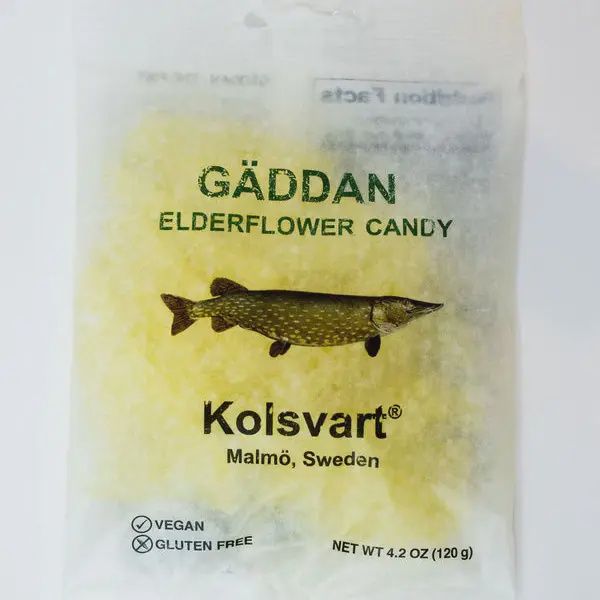 GÄDDAN
ELDERFLOWER CANDY
Kolsvart®
Malmö, Sweden
VEGAN
GLUTEN FREE
NET WT 4.2 OZ (120 g)